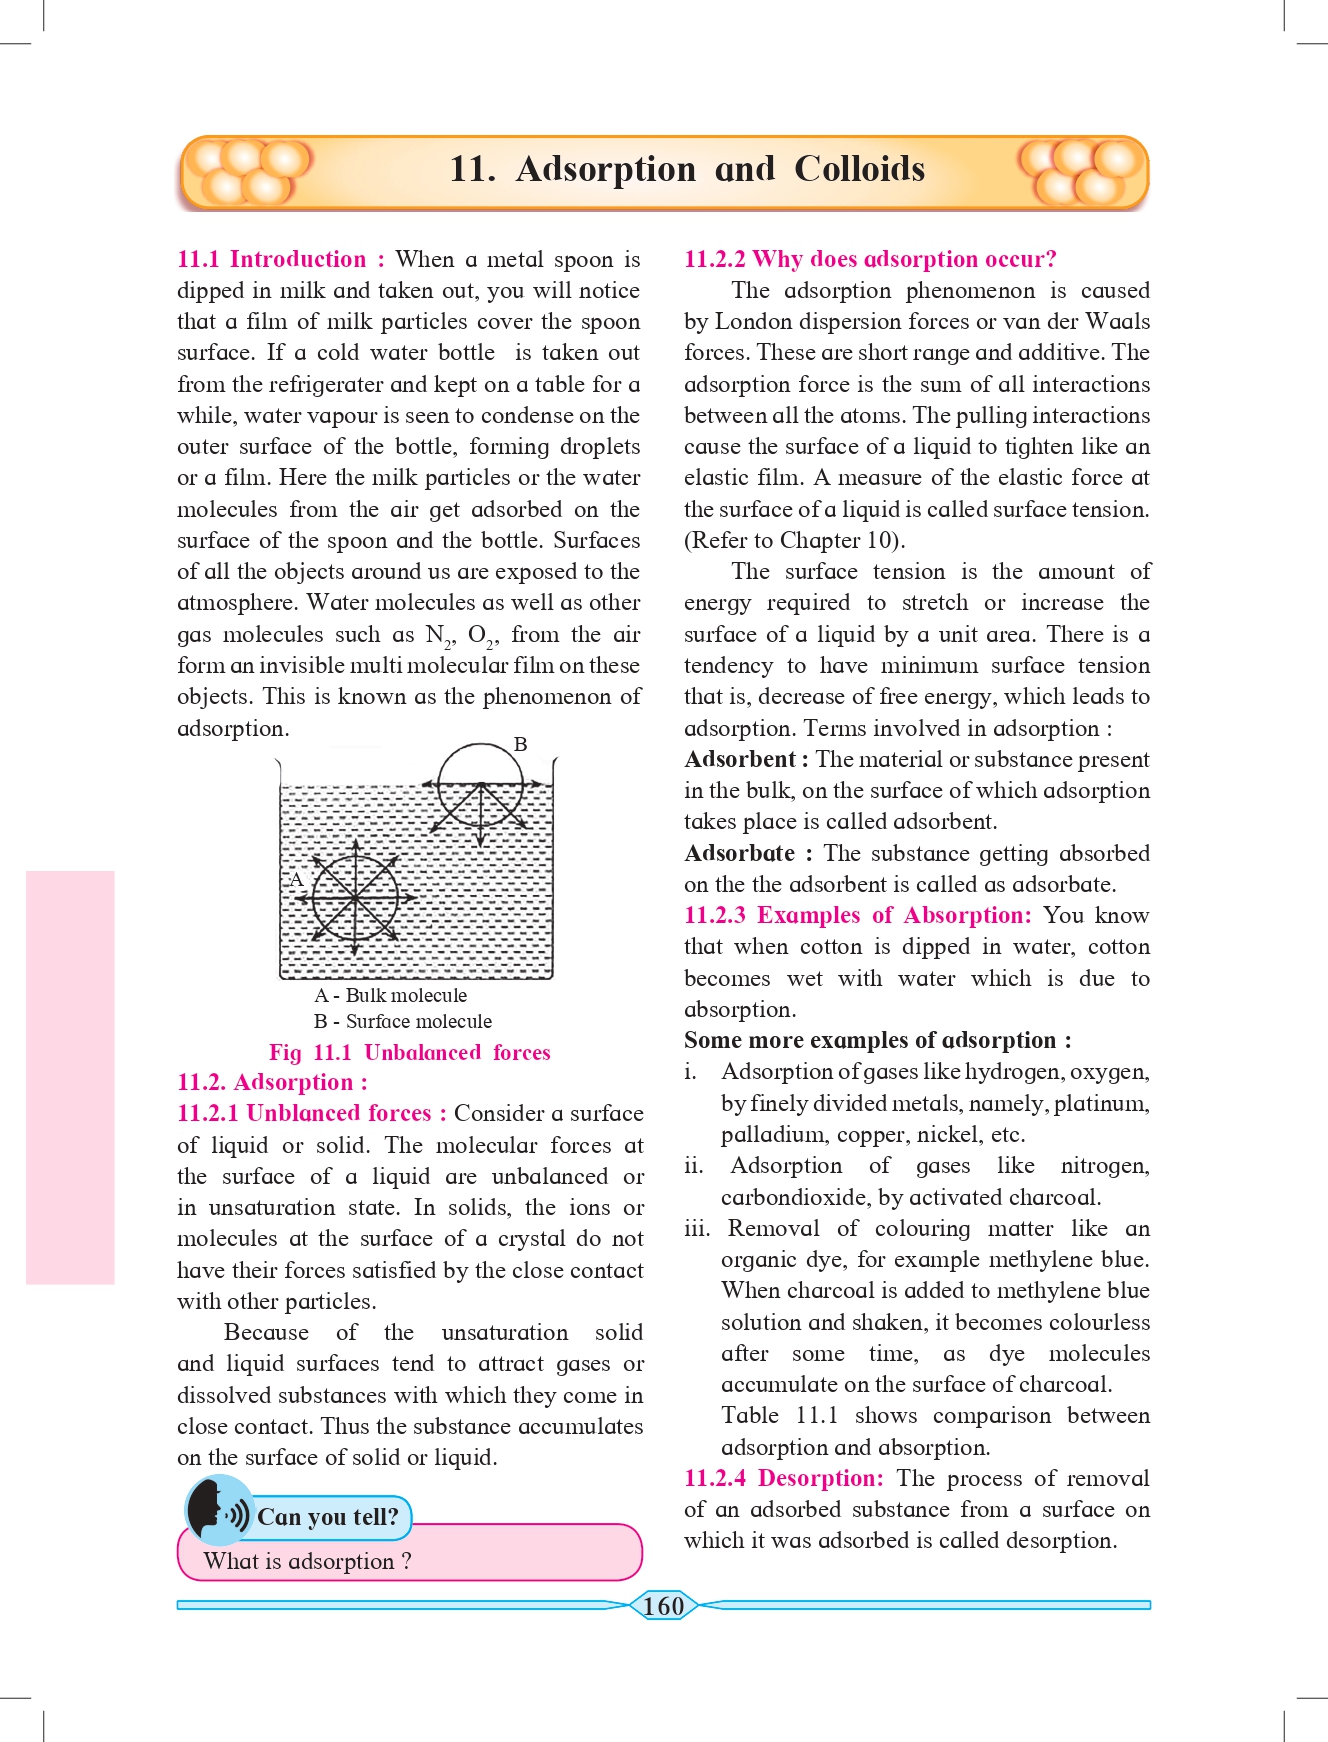 11. Adsorption and Colloids
11.1 Introduction : When a metal spoon is
dipped in milk and taken out, you will notice
that a film of milk particles cover the spoon
surface. If a cold water bottle is taken out
from the refrigerater and kept on a table for a
while, water vapour is seen to condense on the
outer surface of the bottle, forming droplets
or a film. Here the milk particles or the water
molecules from the air get adsorbed on the
surface of the spoon and the bottle. Surfaces
of all the objects around us are exposed to the
atmosphere. Water molecules as well as other
gas molecules such as N₂, O₂, from the air
form an invisible multi molecular film on these
objects. This is known as the phenomenon of
adsorption.
B
A
A - Bulk molecule
B - Surface molecule
Fig 11.1 Unbalanced forces
11.2. Adsorption :
11.2.1 Unblanced forces : Consider a surface
of liquid or solid. The molecular forces at
the surface of a liquid are unbalanced or
in unsaturation state. In solids, the ions or
molecules at the surface of a crystal do not
have their forces satisfied by the close contact
with other particles.
Because of the unsaturation solid
and liquid surfaces tend to attract gases or
dissolved substances with which they come in
close contact. Thus the substance accumulates
on the surface of solid or liquid.
Can you tell?
What is adsorption ?
11.2.2 Why does adsorption occur?
The adsorption phenomenon is caused
by London dispersion forces or van der Waals
forces. These are short range and additive. The
adsorption force is the sum of all interactions
between all the atoms. The pulling interactions
cause the surface of a liquid to tighten like an
elastic film. A measure of the elastic force at
the surface of a liquid is called surface tension.
(Refer to Chapter 10).
The surface tension is the amount of
energy required to stretch or increase the
surface of a liquid by a unit area. There is a
tendency to have minimum surface tension
that is, decrease of free energy, which leads to
adsorption. Terms involved in adsorption :
Adsorbent : The material or substance present
in the bulk, on the surface of which adsorption
takes place is called adsorbent.
Adsorbate : The substance getting absorbed
on the the adsorbent is called as adsorbate.
11.2.3 Examples of Absorption: You know
that when cotton is dipped in water, cotton
becomes wet with water which is due to
absorption.
Some more examples of adsorption :
i. Adsorption of gases like hydrogen, oxygen,
by finely divided metals, namely, platinum,
palladium, copper, nickel, etc.
ii. Adsorption of gases like nitrogen,
carbondioxide, by activated charcoal.
iii. Removal of colouring matter like an
organic dye, for example methylene blue.
When charcoal is added to methylene blue
solution and shaken, it becomes colourless
after some time, as dye molecules
accumulate on the surface of charcoal.
Table 11.1 shows comparison between
adsorption and absorption.
11.2.4 Desorption: The process of removal
of an adsorbed substance from a surface on
which it was adsorbed is called desorption.
160